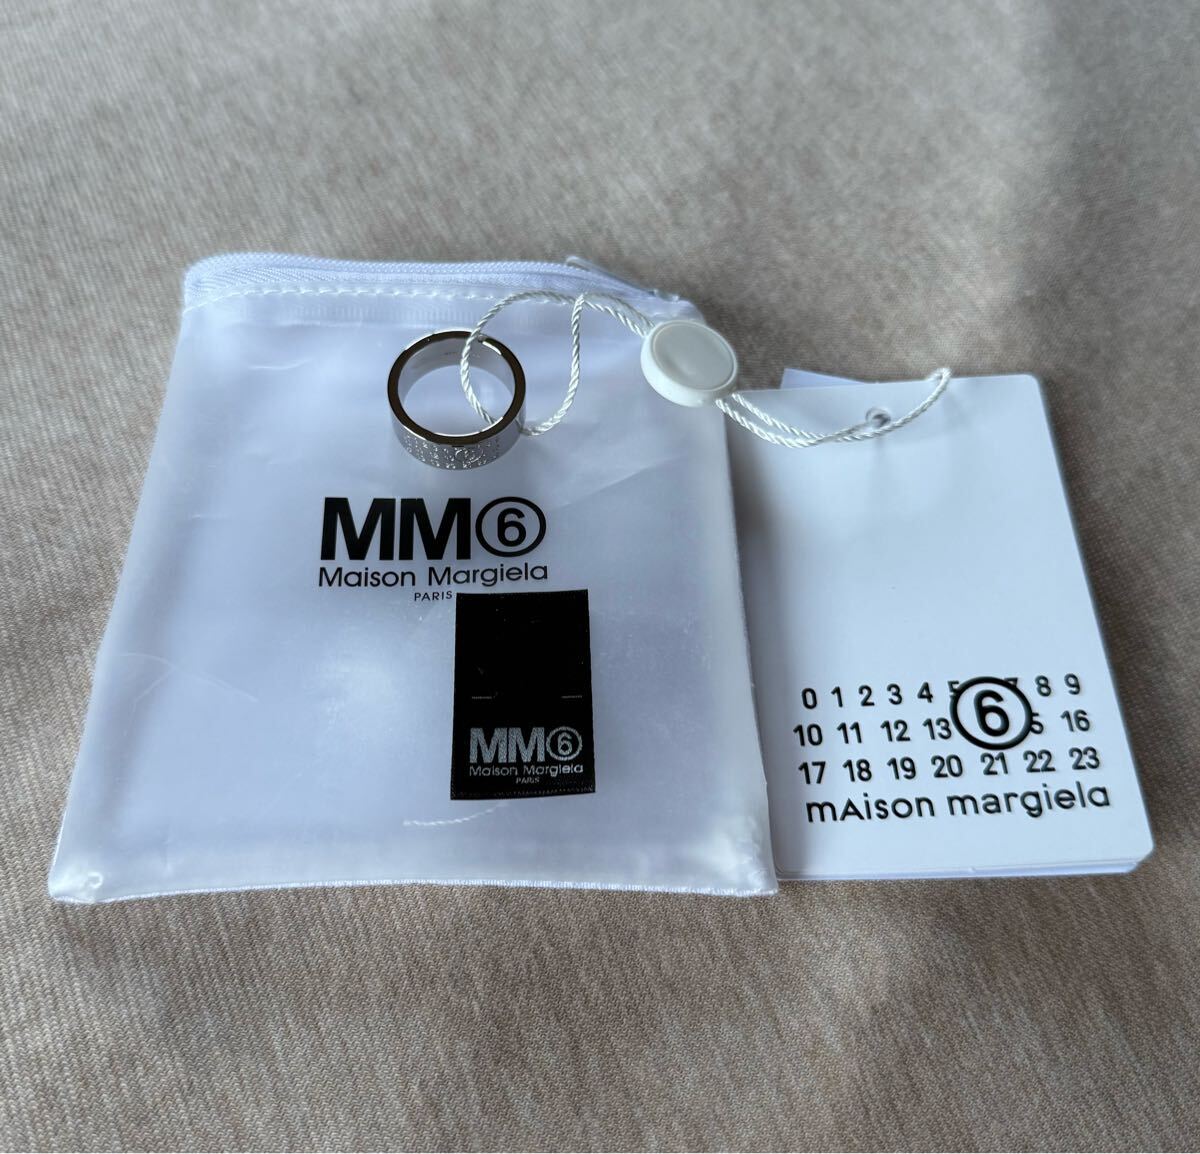 MM⑥
Maison Margiela
PARIS
MM⑥
Maison Margiela
PARIS
0 1 2 3 4 5 ⑥ 7 8 9
10 11 12 13 15 16
17 18 19 20 21 22 23
mAison margiela